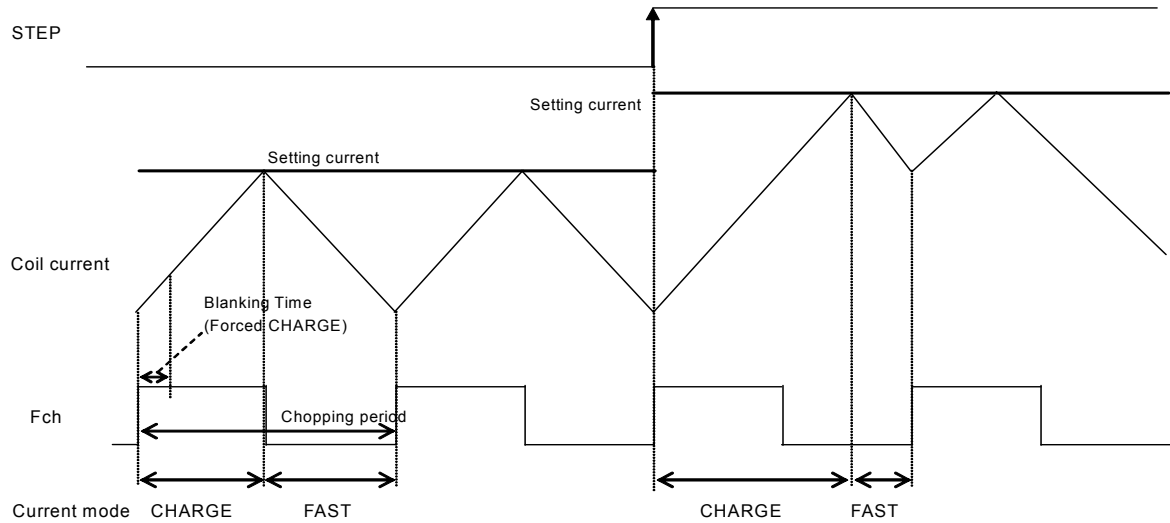 STEP
Setting current
Setting current
Coil current
Blanking Time
(Forced CHARGE)
Fch
Chopping period
Current mode CHARGE FAST CHARGE FAST